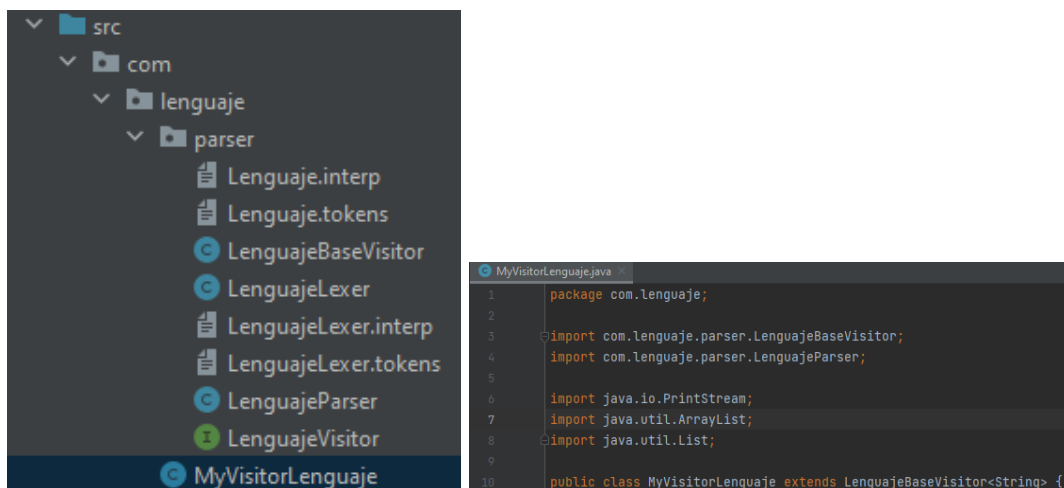 src
com
lenguaje
parser
Lenguaje.interp
Lenguaje.tokens
LenguajeBaseVisitor
LenguajeLexer
LenguajeLexer.interp
LenguajeLexer.tokens
LenguajeParser
LenguajeVisitor
MyVisitorLenguaje
MyVisitorLenguaje.java
1 package com.lenguaje;
2
3 import com.lenguaje.parser.LenguajeBaseVisitor;
4 import com.lenguaje.parser.LenguajeParser;
5
6 import java.io.PrintStream;
7 import java.util.ArrayList;
8 import java.util.List;
9
10 public class MyVisitorLenguaje extends LenguajeBaseVisitor<String> {